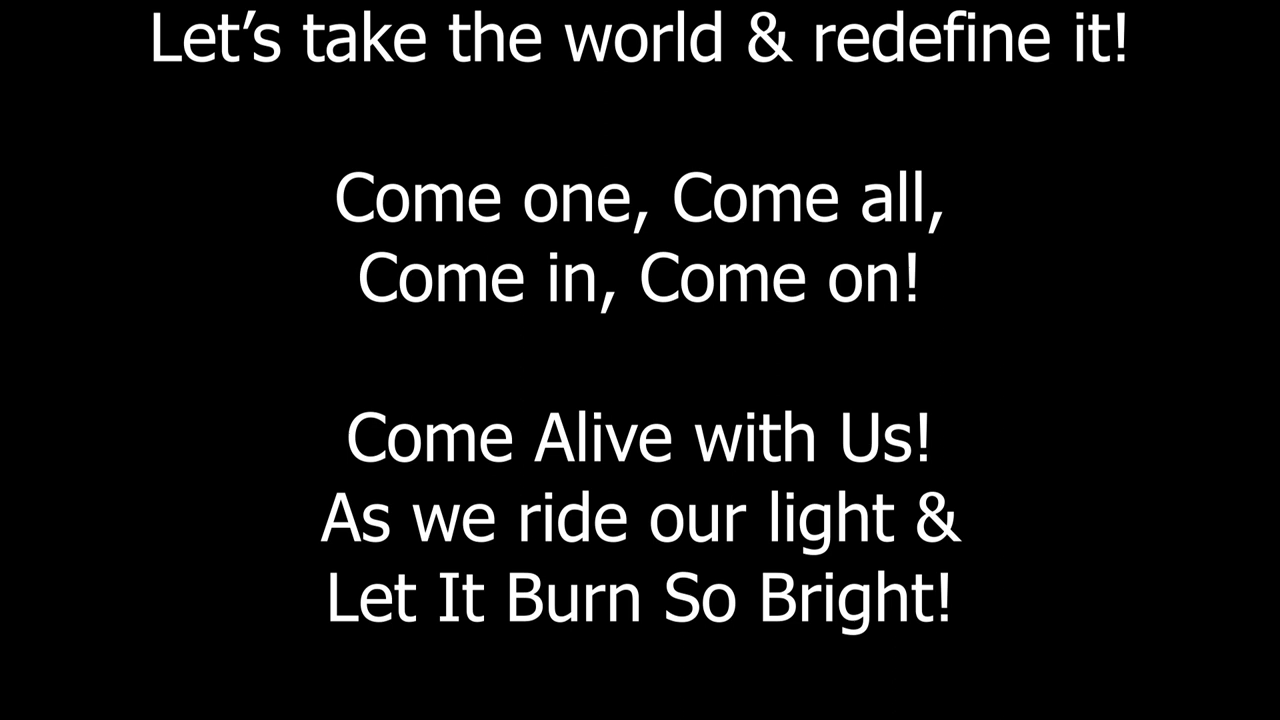 Let’s take the world & redefine it!
Come one, Come all,
Come in, Come on!
Come Alive with Us!
As we ride our light &
Let It Burn So Bright!